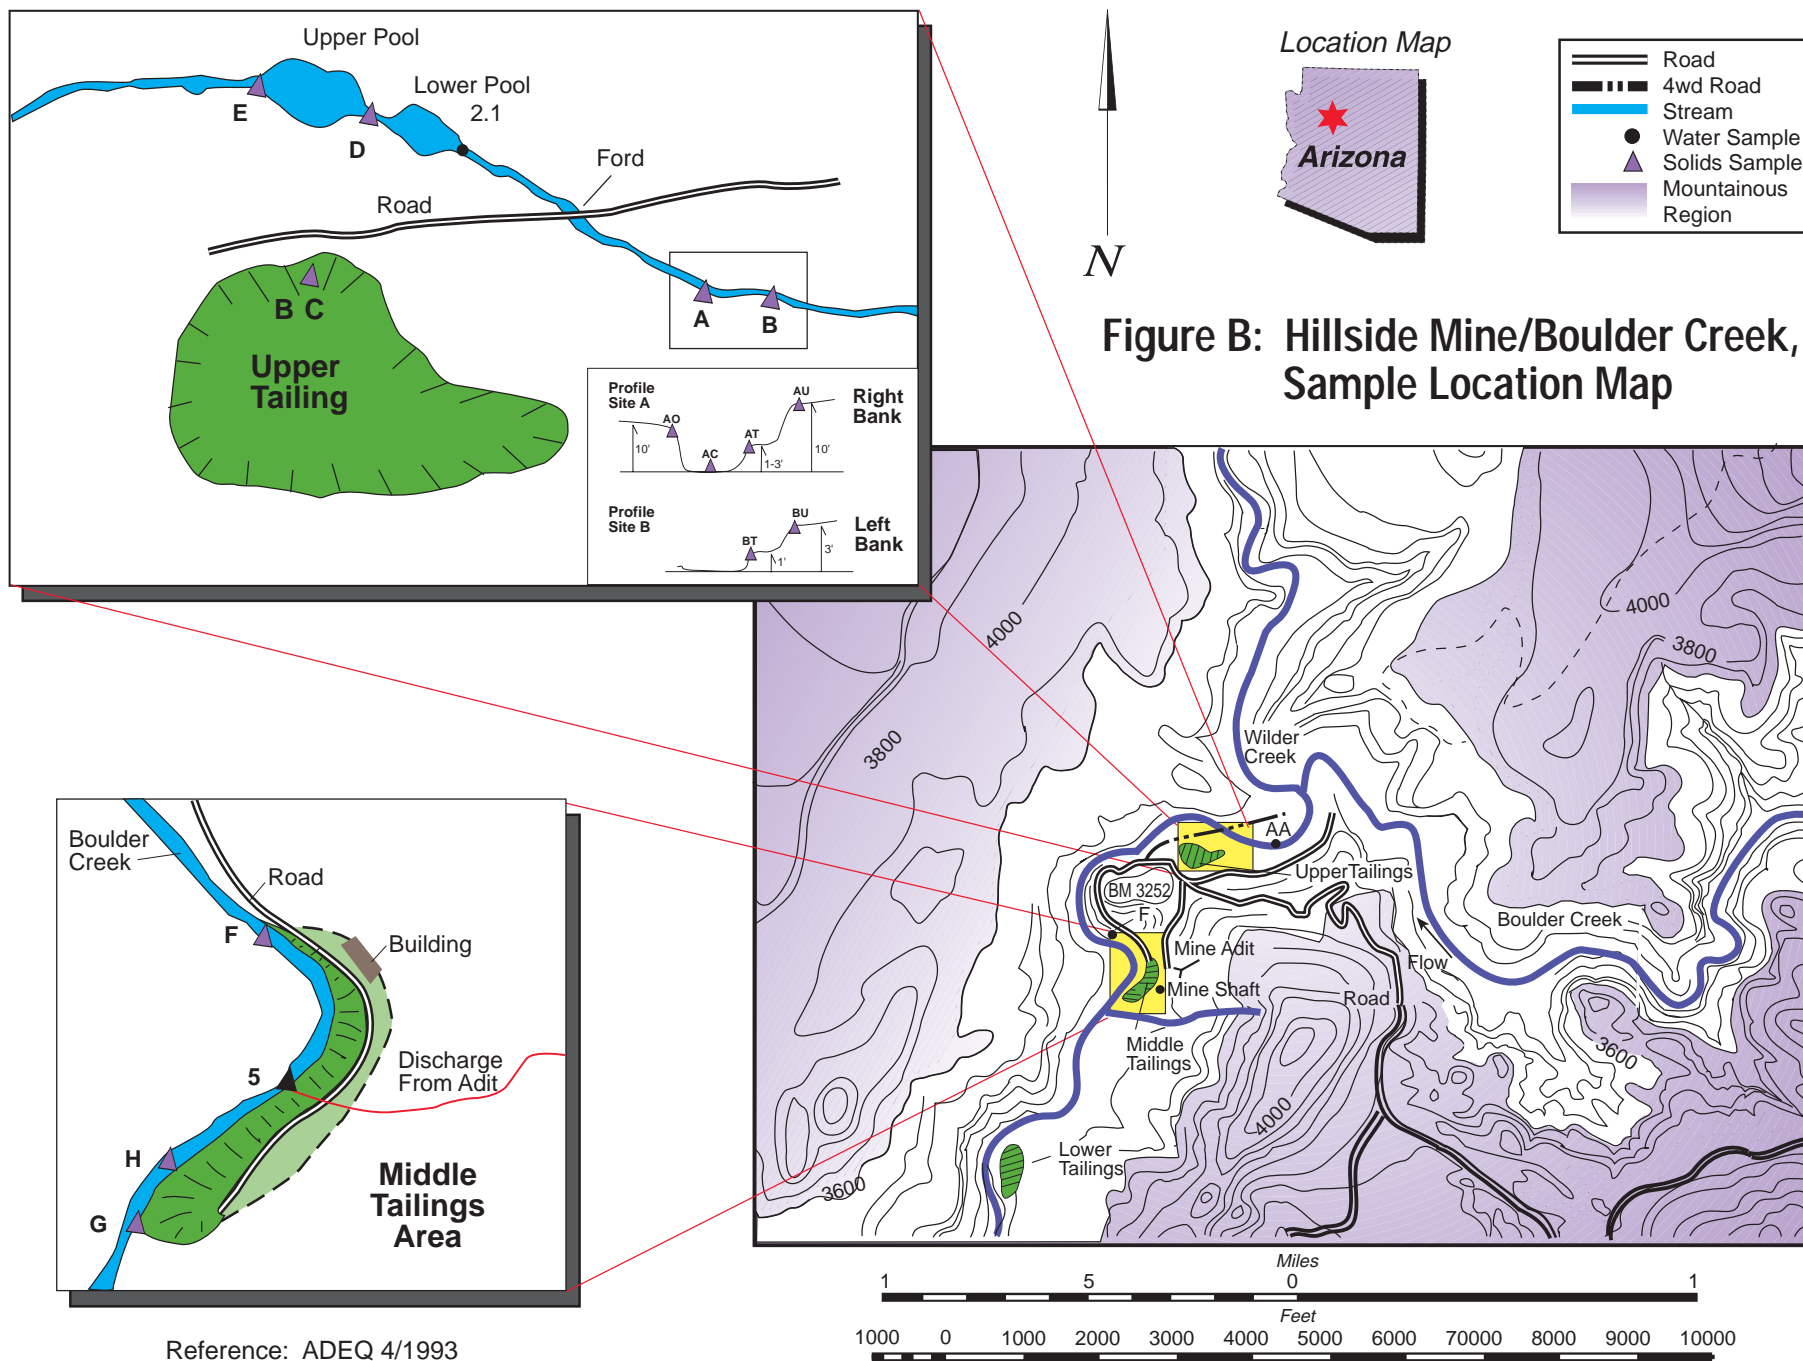 Upper Pool
Lower Pool
2.1
E
D
Ford
Road
B C
A
B
Upper
Tailing
Profile
Site A
AO
AC
AT
AU
10'
1-3'
10'
Right
Bank
Profile
Site B
BT
BU
1'
3'
Left
Bank
N
Location Map
Arizona
Road
4wd Road
Stream
Water Sample
Solids Sample
Mountainous
Region
Figure B: Hillside Mine/Boulder Creek,
Sample Location Map
4000
3800
4000
3800
Wilder
Creek
AA
Upper Tailings
BM 3252
F
Mine Adit
Mine Shaft
Middle
Tailings
Boulder Creek
Flow
Road
3600
4000
Lower
Tailings
3600
Boulder
Creek
Road
F
Building
5
Discharge
From Adit
H
G
Middle
Tailings
Area
Miles
1 5 0 1
Feet
1000 0 1000 2000 3000 4000 5000 6000 70000 8000 9000 10000
Reference: ADEQ 4/1993